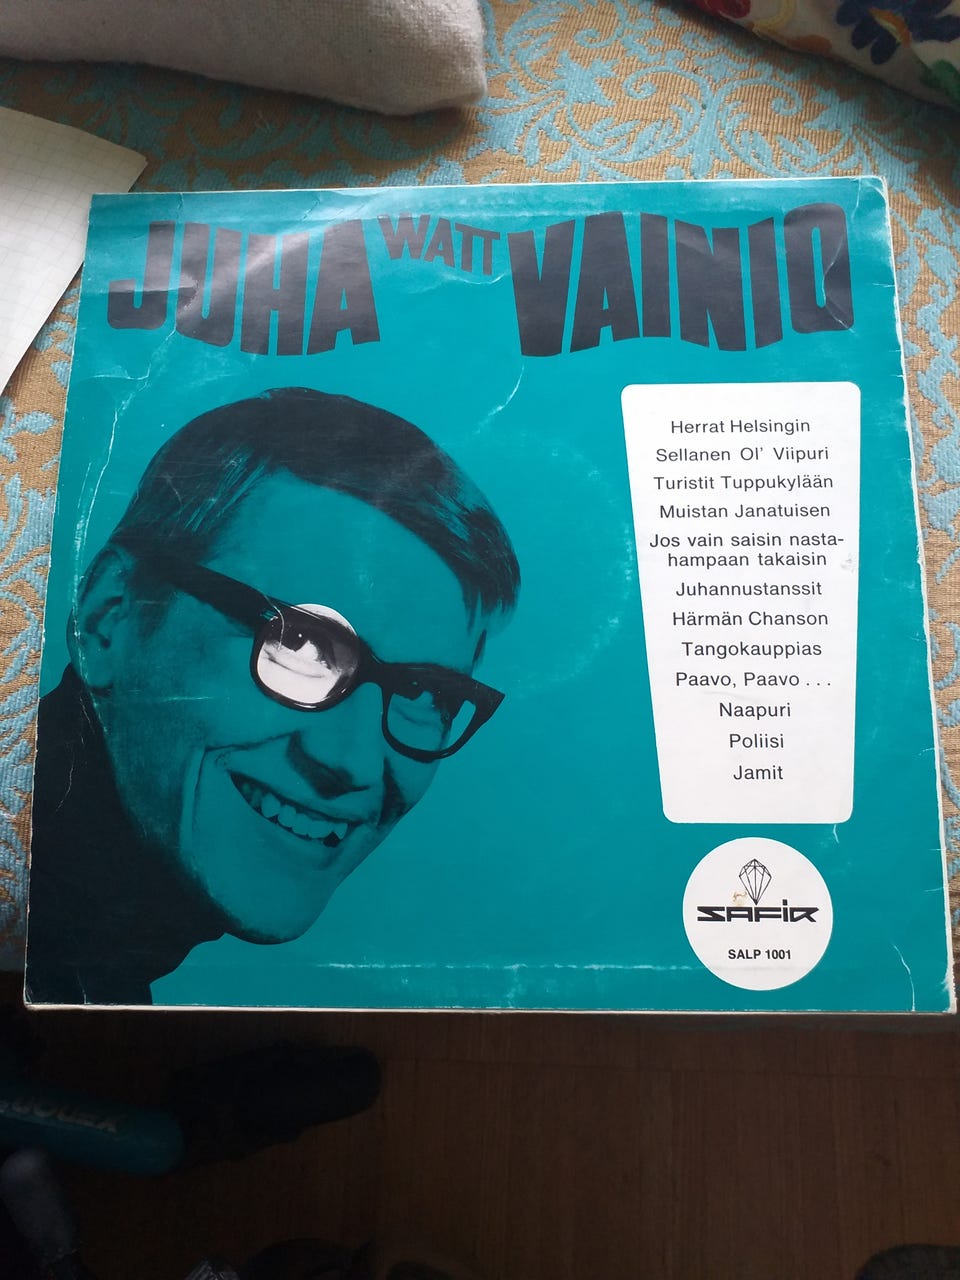 JUHA WATT VAINIO
Herrat Helsingin
Sellanen Ol' Viipuri
Turistit Tuppukylään
Muistan Janatuisen
Jos vain saisin nasta-
hampaan takaisin
Juhannustanssit
Härmän Chanson
Tangokauppias
Paavo, Paavo . . .
Naapuri
Poliisi
Jamit
SAFIR
SALP 1001